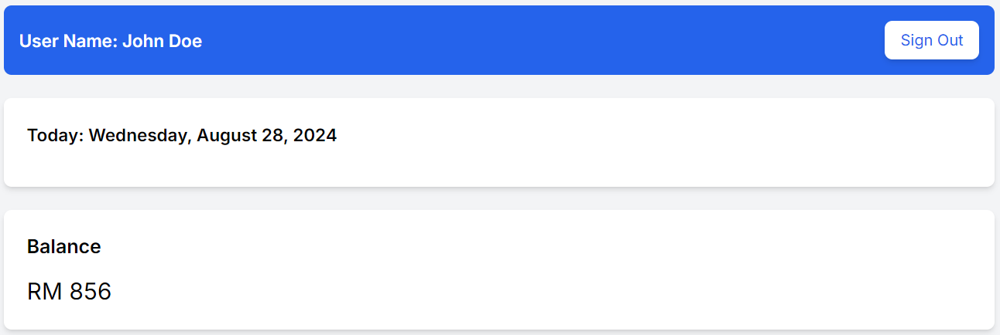 User Name: John Doe
Sign Out
Today: Wednesday, August 28, 2024
Balance
RM 856